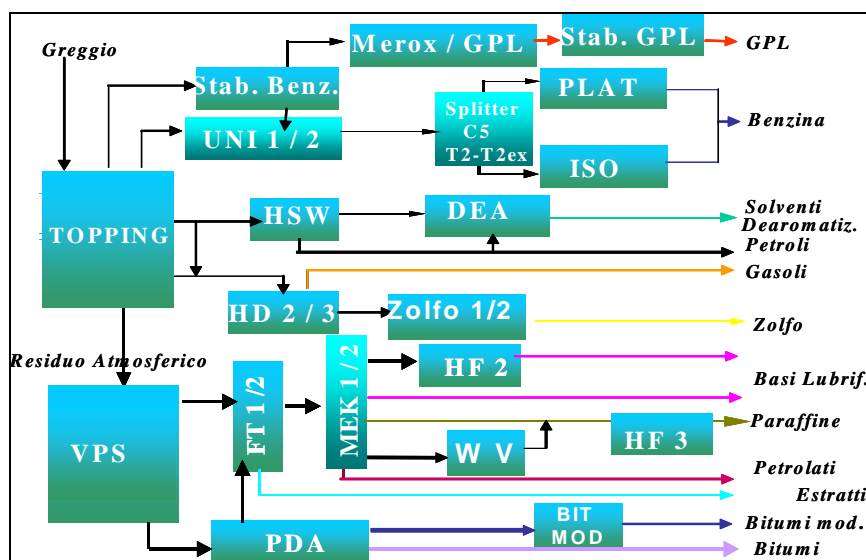 Greggio
Merox / GPL
Stab. GPL
GPL
Stab. Benz.
Splitter
C5
T2-T2ex
PLAT
Benzina
UNI 1 / 2
ISO
TOPPING
HSW
DEA
Solventi
Dearomatiz.
Petroli
Gasoli
HD 2 / 3
Zolfo 1/2
Zolfo
Residuo Atmosferico
FT 1/2
MEK 1 / 2
HF 2
Basi Lubrif.
VPS
W V
HF 3
Paraffine
Petrolati
Estratti
PDA
BIT
MOD
Bitumi mod.
Bitumi